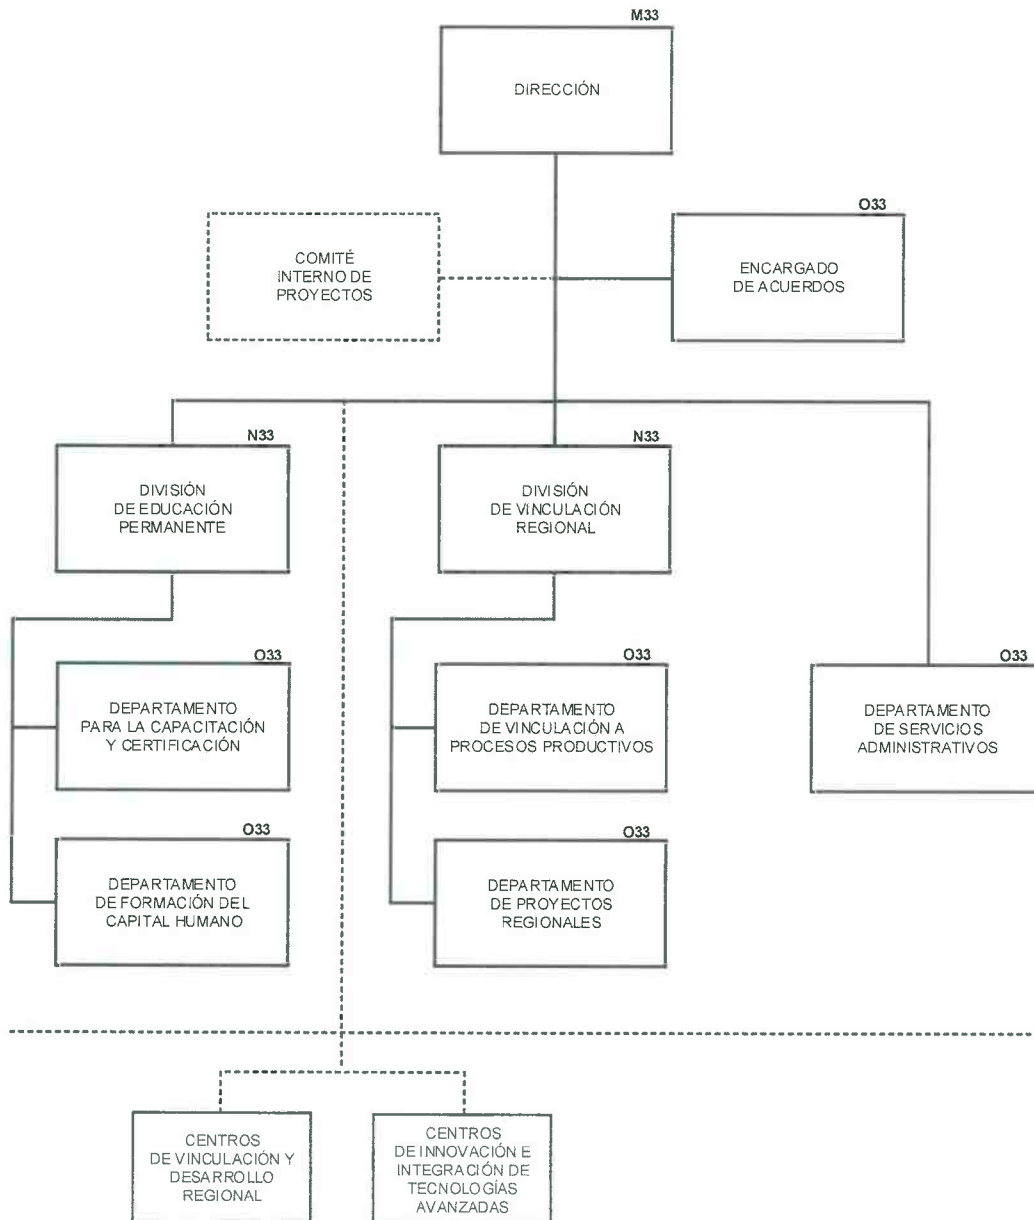 M33
DIRECCIÓN
COMITÉ
INTERNO DE
PROYECTOS
O33
ENCARGADO
DE ACUERDOS
N33
DIVISIÓN
DE EDUCACIÓN
PERMANENTE
N33
DIVISIÓN
DE VINCULACIÓN
REGIONAL
O33
DEPARTAMENTO
PARA LA CAPACITACIÓN
Y CERTIFICACIÓN
O33
DEPARTAMENTO
DE VINCULACIÓN A
PROCESOS PRODUCTIVOS
O33
DEPARTAMENTO
DE SERVICIOS
ADMINISTRATIVOS
O33
DEPARTAMENTO
DE FORMACIÓN DEL
CAPITAL HUMANO
O33
DEPARTAMENTO
DE PROYECTOS
REGIONALES
CENTROS
DE VINCULACIÓN Y
DESARROLLO
REGIONAL
CENTROS
DE INNOVACIÓN E
INTEGRACIÓN DE
TECNOLOGÍAS
AVANZADAS